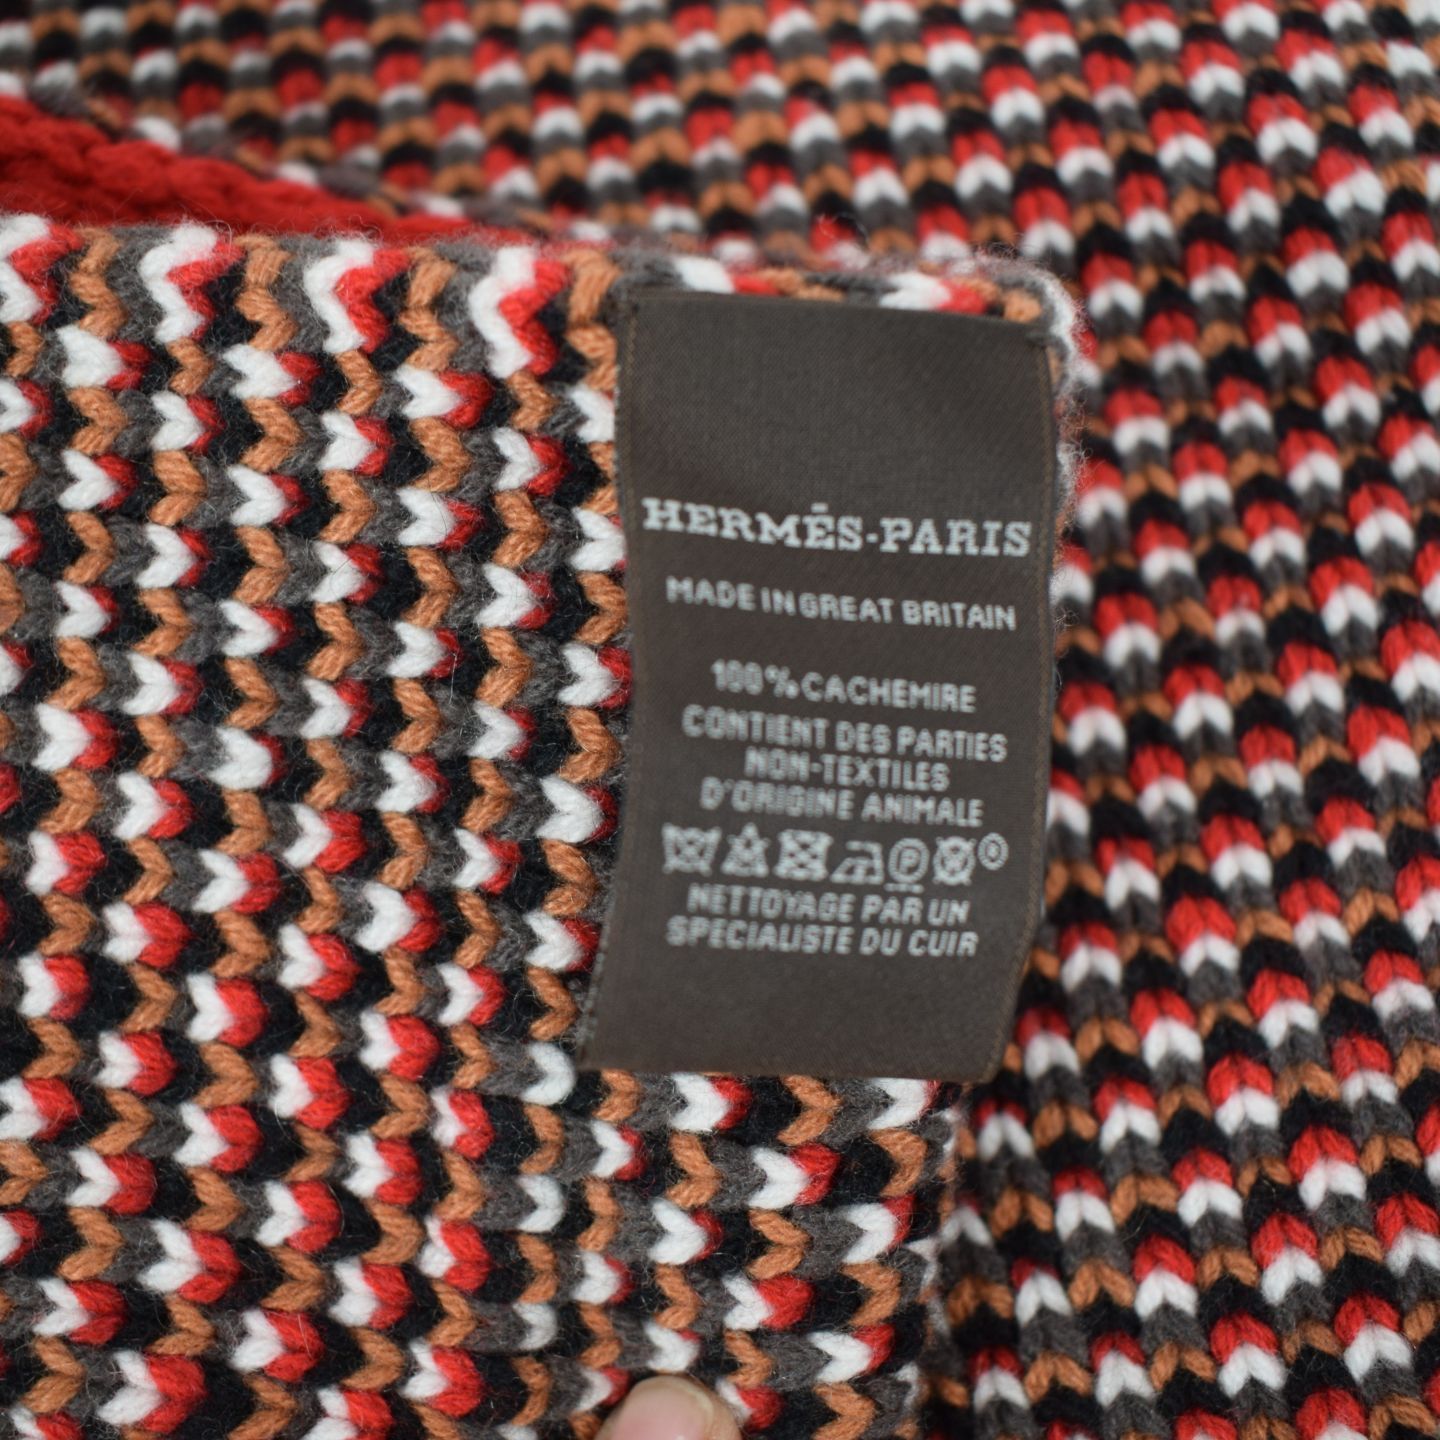 HERMÈS-PARIS
MADE IN GREAT BRITAIN
100% CACHEMIRE
CONTIENT DES PARTIES
NON-TEXTILES
D'ORIGINE ANIMALE
P
NETTOYAGE PAR UN
SPECIALISTE DU CUIR